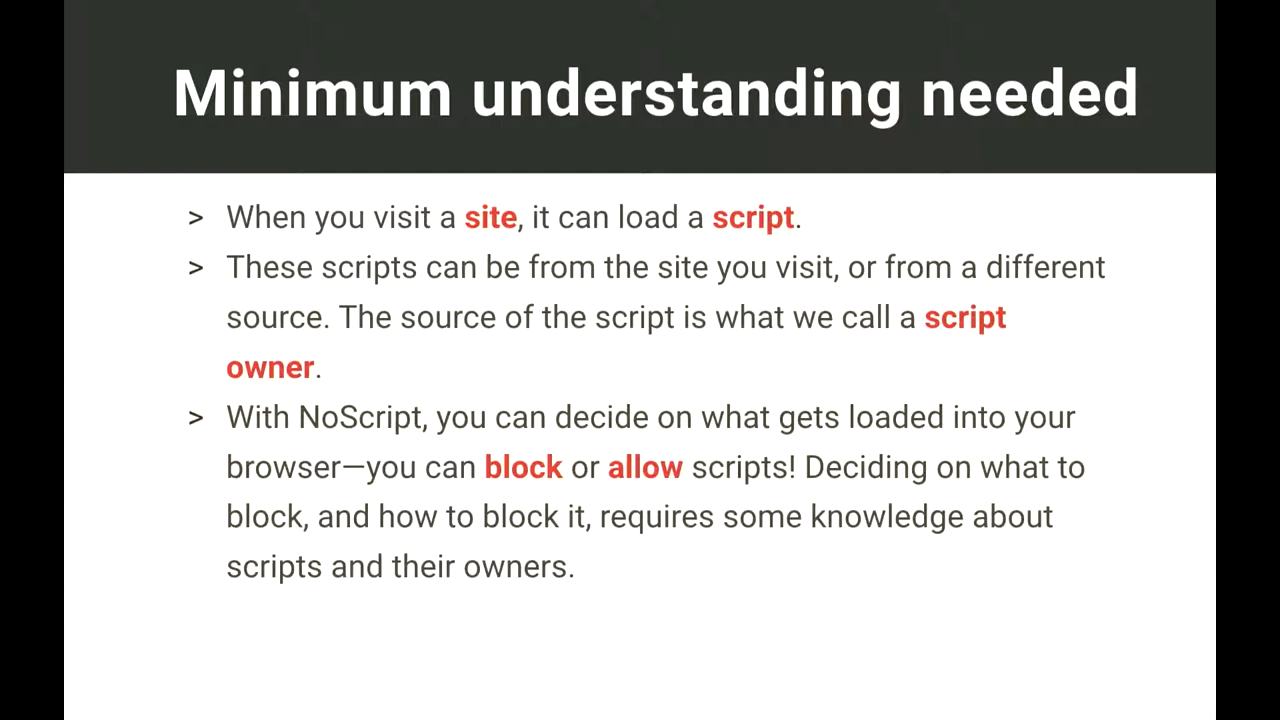 Minimum understanding needed
> When you visit a site, it can load a script.
> These scripts can be from the site you visit, or from a different
source. The source of the script is what we call a script
owner.
> With NoScript, you can decide on what gets loaded into your
browser—you can block or allow scripts! Deciding on what to
block, and how to block it, requires some knowledge about
scripts and their owners.